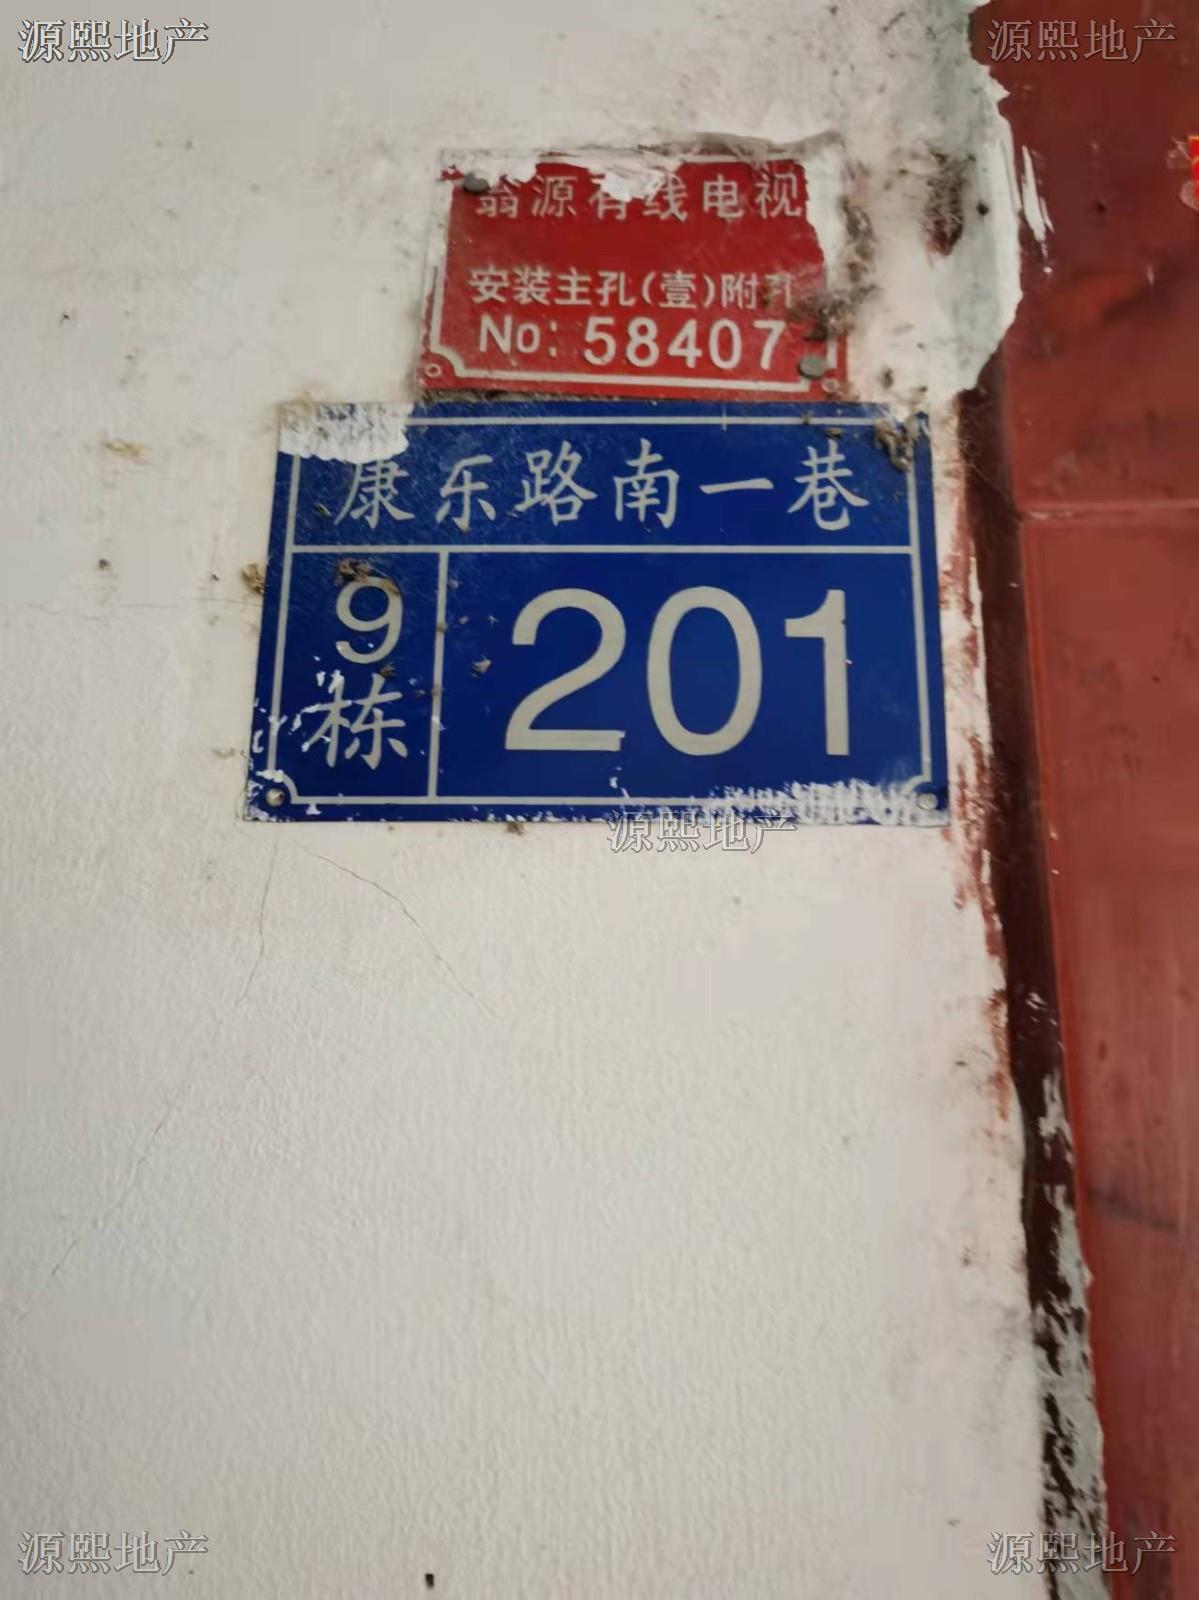 源熙地产
源熙地产
翁源有线电视
安装主孔(壹)附孔
No: 58407
康乐路南一巷
9栋
201
源熙地产
源熙地产
源熙地产